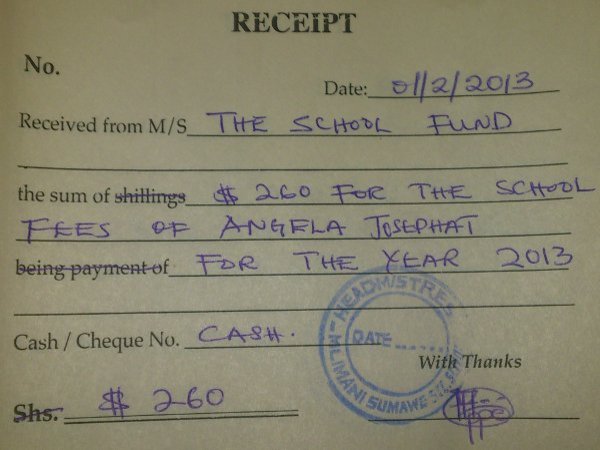 RECEIPT
No.
Date: 01/2/2013
Received from M/S THE SCHOOL FUND
the sum of shillings $ 260 FOR THE SCHOOL
FEES OF ANGELA JOSEPHAT
being payment of FOR THE YEAR 2013
Cash / Cheque No. CASH.
HEADMISTRES
DATE
MLIMANI SUMAWE
With Thanks
Shs. $ 260